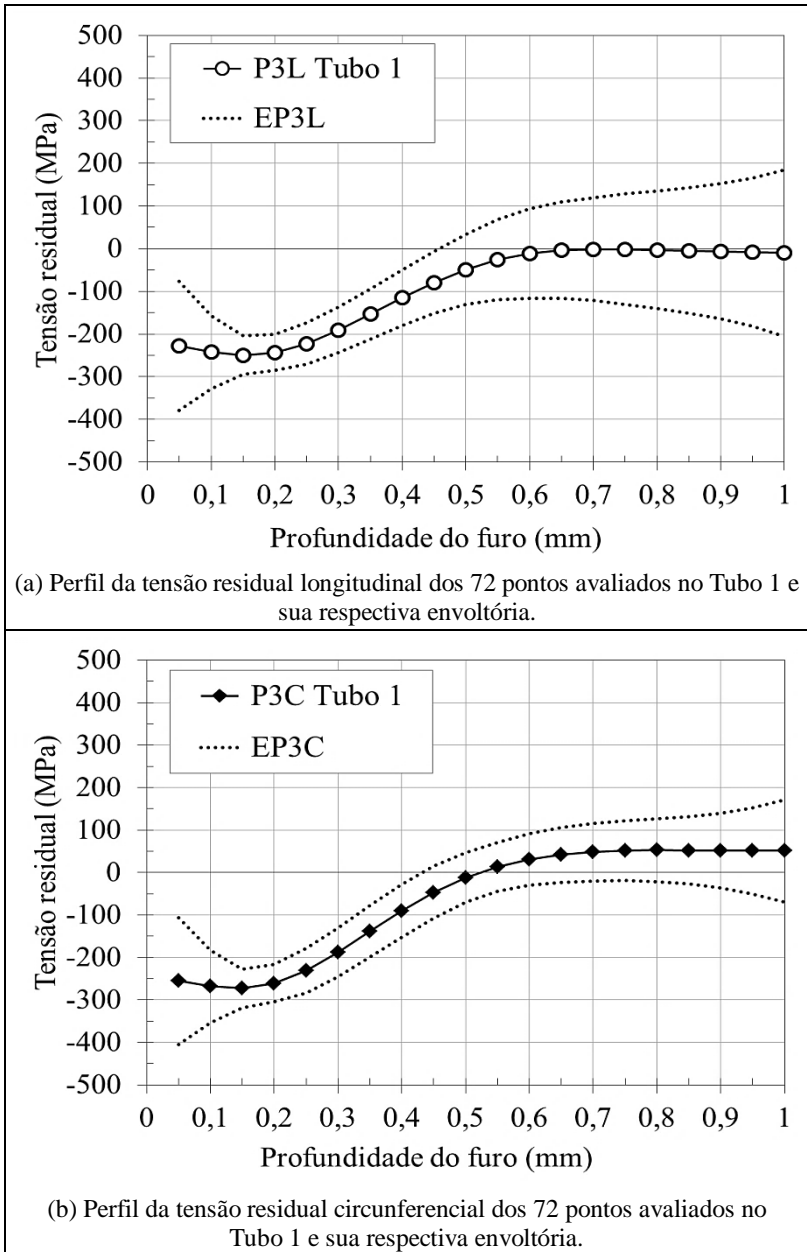 500
400
300
200
100
0
-100
-200
-300
-400
-500
Tensão residual (MPa)
P3L Tubo 1
EP3L
0 0,1 0,2 0,3 0,4 0,5 0,6 0,7 0,8 0,9 1
Profundidade do furo (mm)
(a) Perfil da tensão residual longitudinal dos 72 pontos avaliados no Tubo 1 e
sua respectiva envoltória.
500
400
300
200
100
0
-100
-200
-300
-400
-500
Tensão residual (MPa)
P3C Tubo 1
EP3C
0 0,1 0,2 0,3 0,4 0,5 0,6 0,7 0,8 0,9 1
Profundidade do furo (mm)
(b) Perfil da tensão residual circunferencial dos 72 pontos avaliados no
Tubo 1 e sua respectiva envoltória.